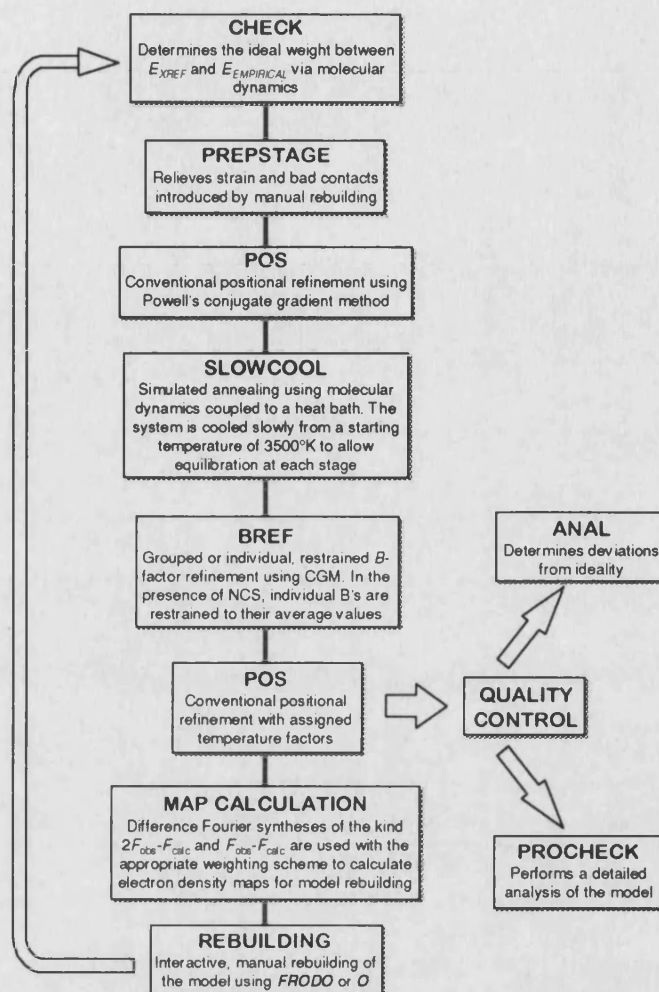 CHECK
Determines the ideal weight between
E_XREF and E_EMPIRICAL via molecular
dynamics
PREPSTAGE
Relieves strain and bad contacts
introduced by manual rebuilding
POS
Conventional positional refinement using
Powell's conjugate gradient method
SLOWCOOL
Simulated annealing using molecular
dynamics coupled to a heat bath. The
system is cooled slowly from a starting
temperature of 3500°K to allow
equilibration at each stage
BREF
Grouped or individual, restrained B-
factor refinement using CGM. In the
presence of NCS, individual B's are
restrained to their average values
POS
Conventional positional
refinement with assigned
temperature factors
QUALITY
CONTROL
ANAL
Determines deviations
from ideality
PROCHECK
Performs a detailed
analysis of the model
MAP CALCULATION
Difference Fourier syntheses of the kind
2F_obs-F_calc and F_obs-F_calc are used with the
appropriate weighting scheme to calculate
electron density maps for model rebuilding
REBUILDING
Interactive, manual rebuilding of
the model using FRODO or O